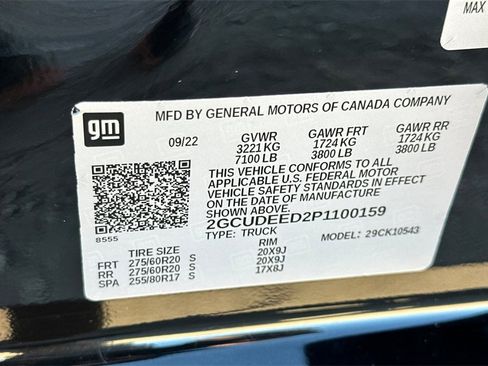 MAX
MFD BY GENERAL MOTORS OF CANADA COMPANY
gm
09/22 GVWR GAWR FRT GAWR RR
3221 KG 1724 KG 1724 KG
7100 LB 3800 LB 3800 LB
THIS VEHICLE CONFORMS TO ALL
APPLICABLE U.S. FEDERAL MOTOR
VEHICLE SAFETY STANDARDS IN EFFECT
ON THE DATE OF MANUFACTURE
SHOWN ABOVE.
2GCUDEED2P1100159
8555
TYPE: TRUCK MODEL: 29CK10543
TIRE SIZE RIM
FRT 275/60R20 S 20X9J
RR 275/60R20 S 20X9J
SPA 255/80R17 S 17X8J